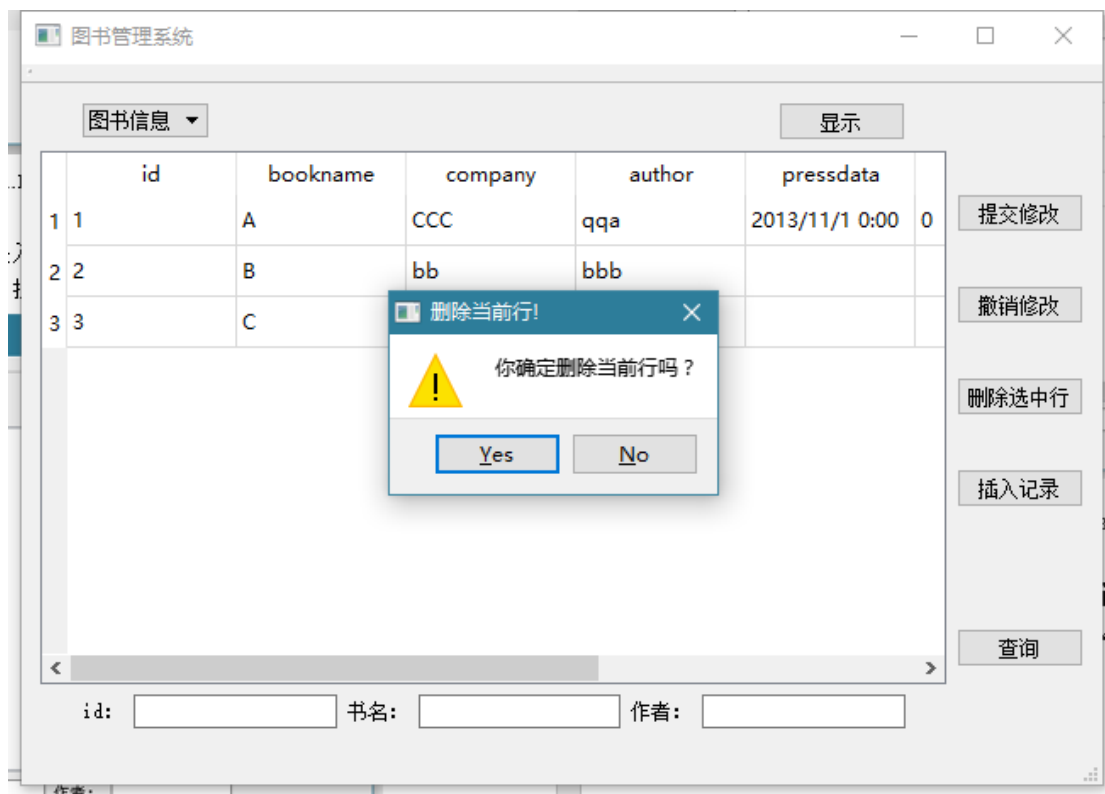 图书管理系统
图书信息
显示
id bookname company author pressdata
1 1 A CCC qqa 2013/11/1 0:00 0
2 2 B bb bbb
3 3 C
提交修改
撤销修改
删除选中行
插入记录
查询
删除当前行!
你确定删除当前行吗？
Yes No
id: 书名: 作者:
作者: